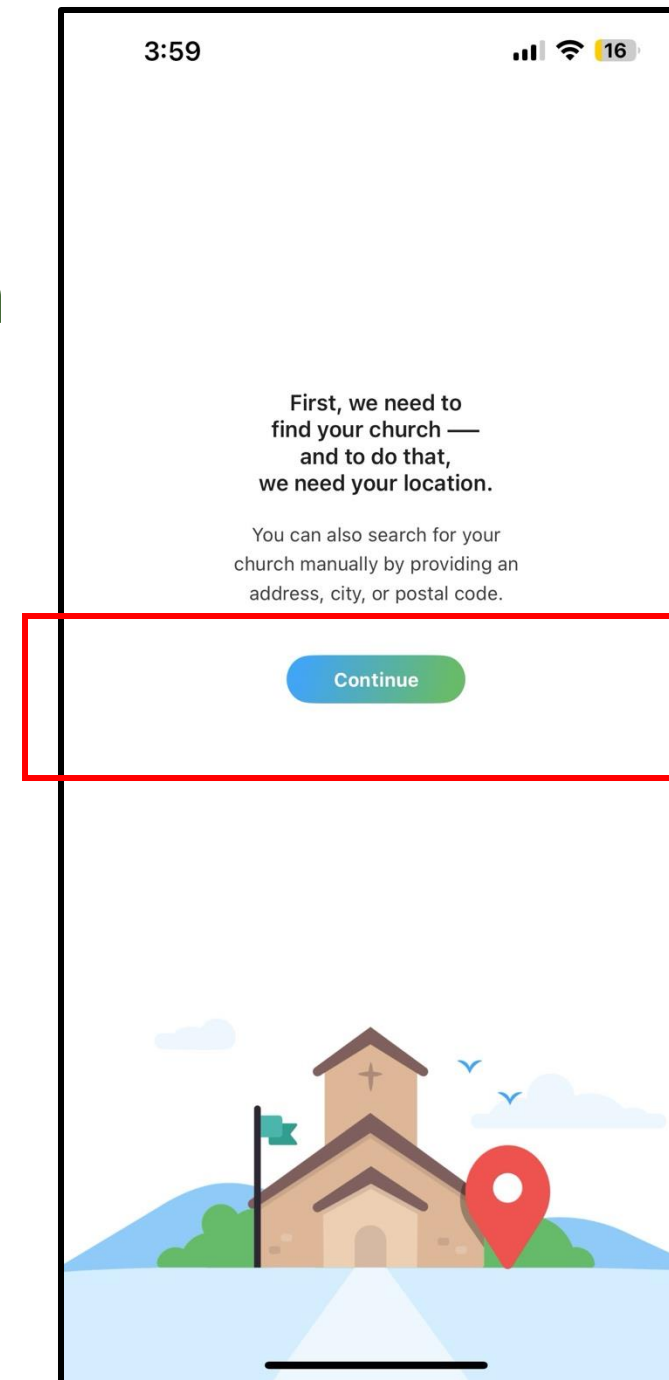 3:59
16
First, we need to
find your church —
and to do that,
we need your location.
You can also search for your
church manually by providing an
address, city, or postal code.
Continue